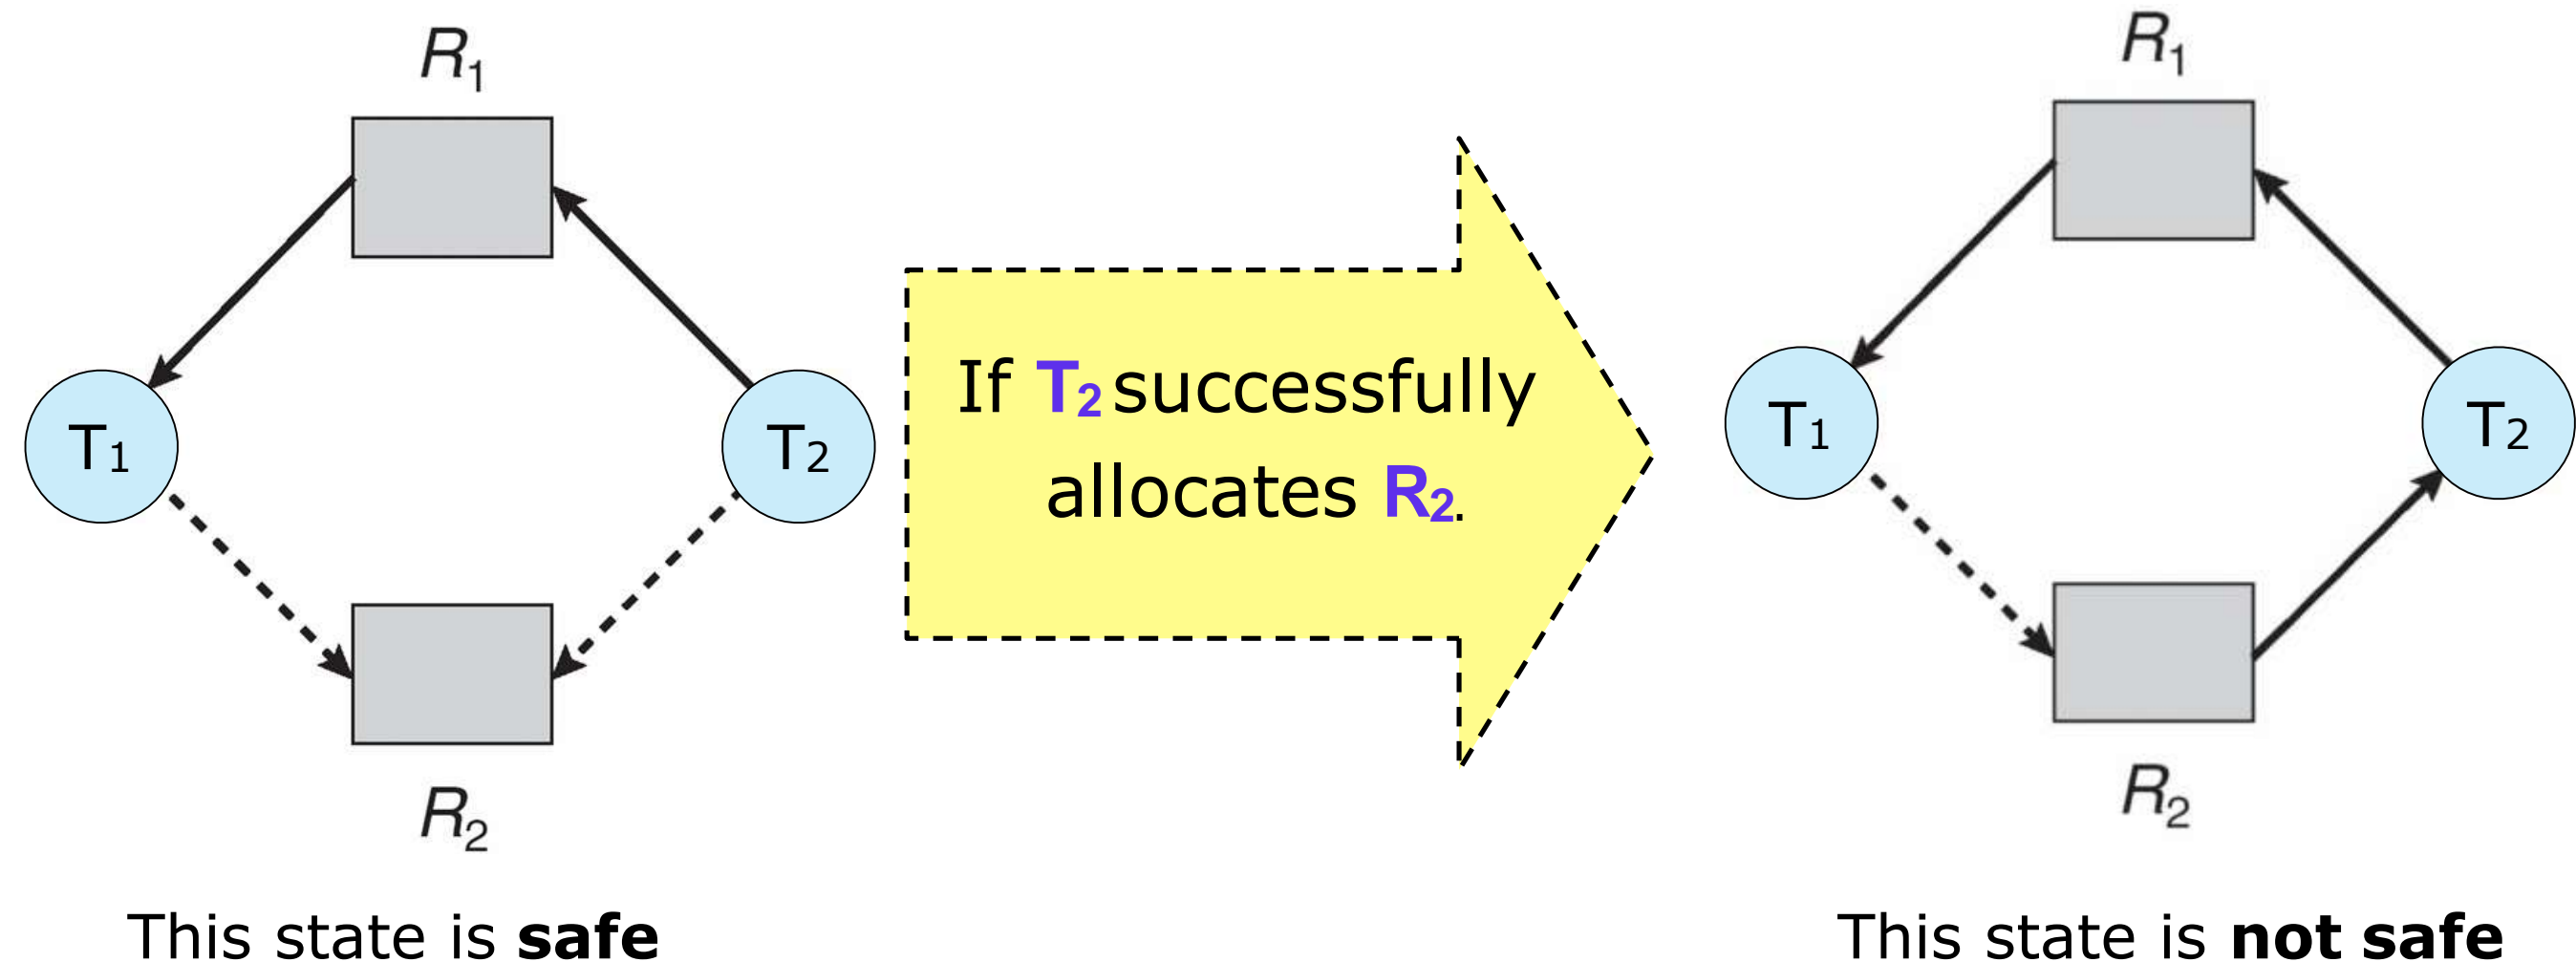 R₁
T₁
T₂
R₂
This state is safe
If T₂ successfully
allocates R₂.
R₁
T₁
T₂
R₂
This state is not safe